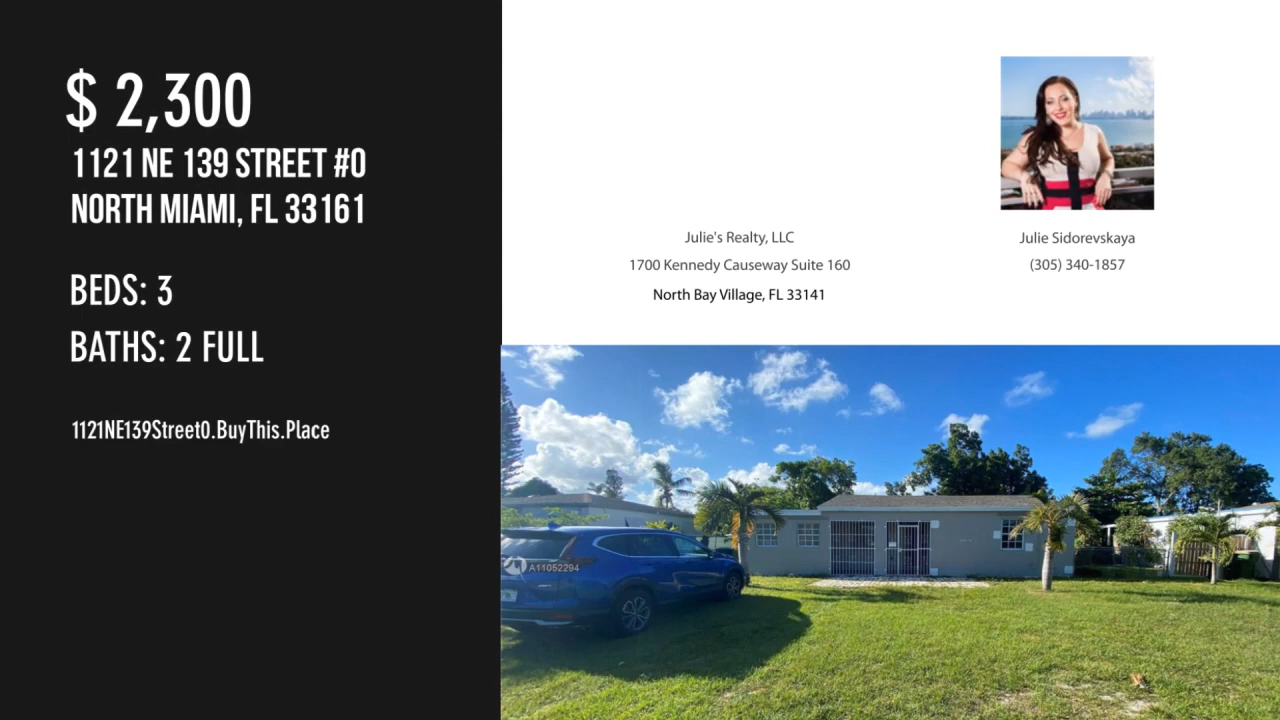 $ 2,300
1121 NE 139 STREET #0
NORTH MIAMI, FL 33161
BEDS: 3
BATHS: 2 FULL
1121NE139Street0.BuyThis.Place
Julie's Realty, LLC
1700 Kennedy Causeway Suite 160
North Bay Village, FL 33141
Julie Sidorevskaya
(305) 340-1857
A11052294